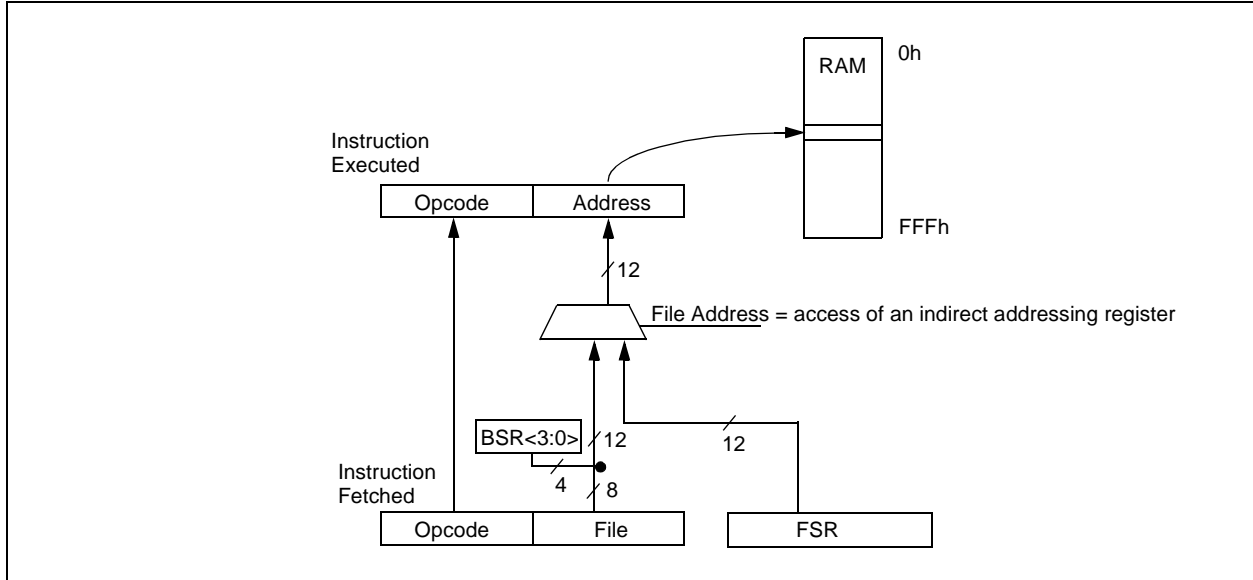 RAM
0h
Instruction
Executed
Opcode
Address
FFFh
12
File Address = access of an indirect addressing register
BSR<3:0>
12
12
Instruction
Fetched
4
8
Opcode
File
FSR